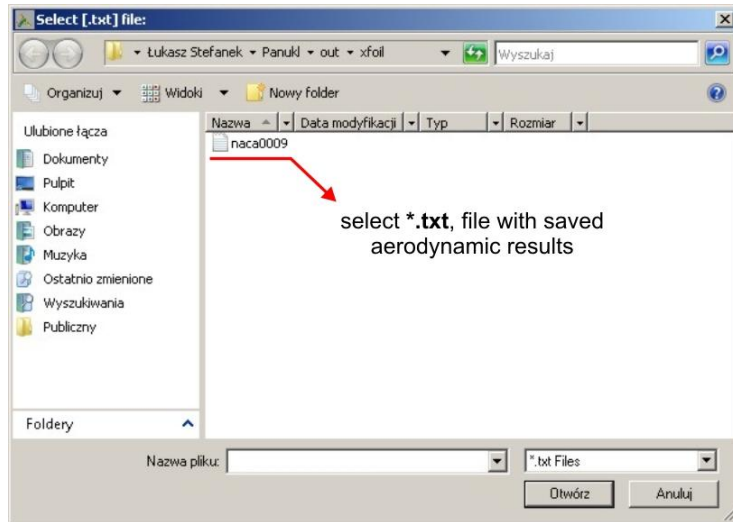 Select [.txt] file:
Łukasz Stefanek Panukl out xfoil
Wyszukaj
Organizuj Widoki Nowy folder
Nazwa Data modyfikacji Typ Rozmiar
Ulubione łącza
Dokumenty
Pulpit
Komputer
Obrazy
Muzyka
Ostatnio zmienione
Wyszukiwania
Publiczny
naca0009
select *.txt, file with saved
aerodynamic results
Foldery
Nazwa pliku:
*.txt Files
Otwórz Anuluj